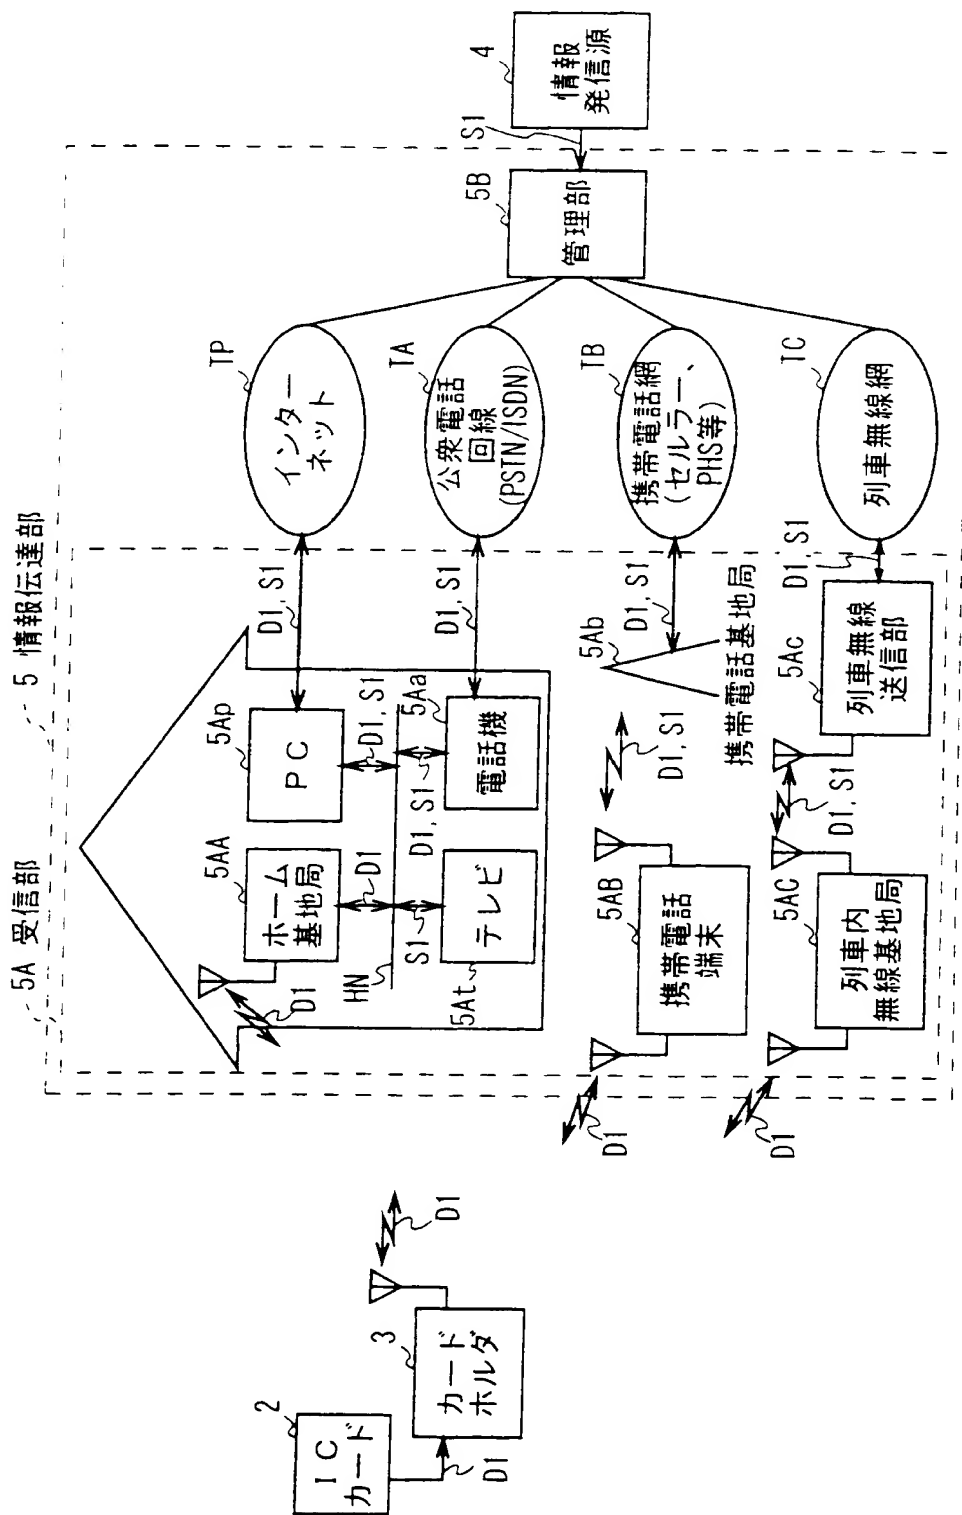 5 情報伝達部
5A 受信部
2
IC
カード
D1
3
カード
ホルダ
D1
5AA
ホーム
基地局
D1
D1
HN
5Ap
PC
D1, S1
D1, S1
5At
テレビ
S1
5Aa
電話機
D1, S1
D1, S1
D1
5AB
携帯電話
端末
D1, S1
5Ab
携帯電話基地局
D1, S1
D1
5AC
列車内
無線基地局
D1, S1
5Ac
列車無線
送信部
D1, S1
TP
インター
ネット
TA
公衆電話
回線
(PSTN/ISDN)
TB
携帯電話網
(セルラー、
PHS等)
TC
列車無線網
5B
管理部
S1
4
情報
発信源